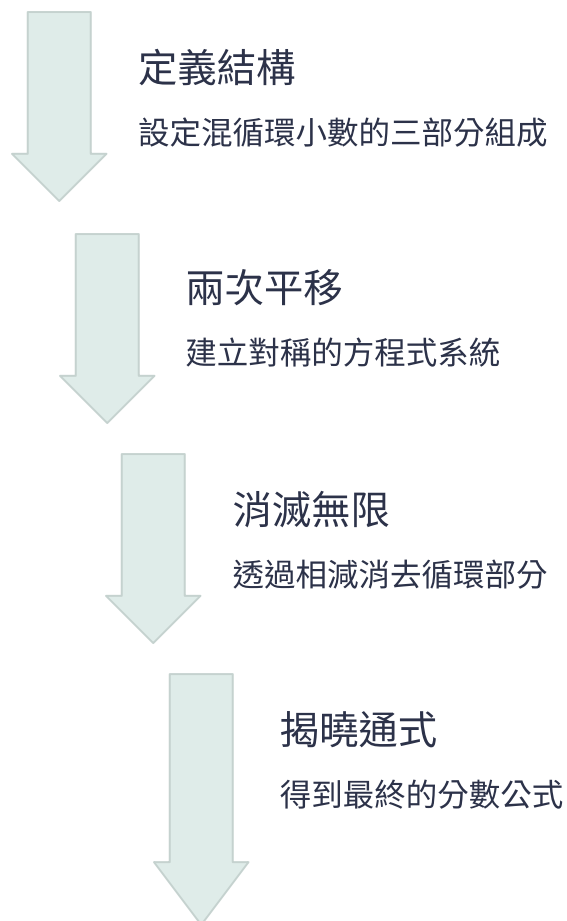 定義結構
設定混循環小數的三部分組成
兩次平移
建立對稱的方程式系統
消滅無限
透過相減消去循環部分
揭曉通式
得到最終的分數公式